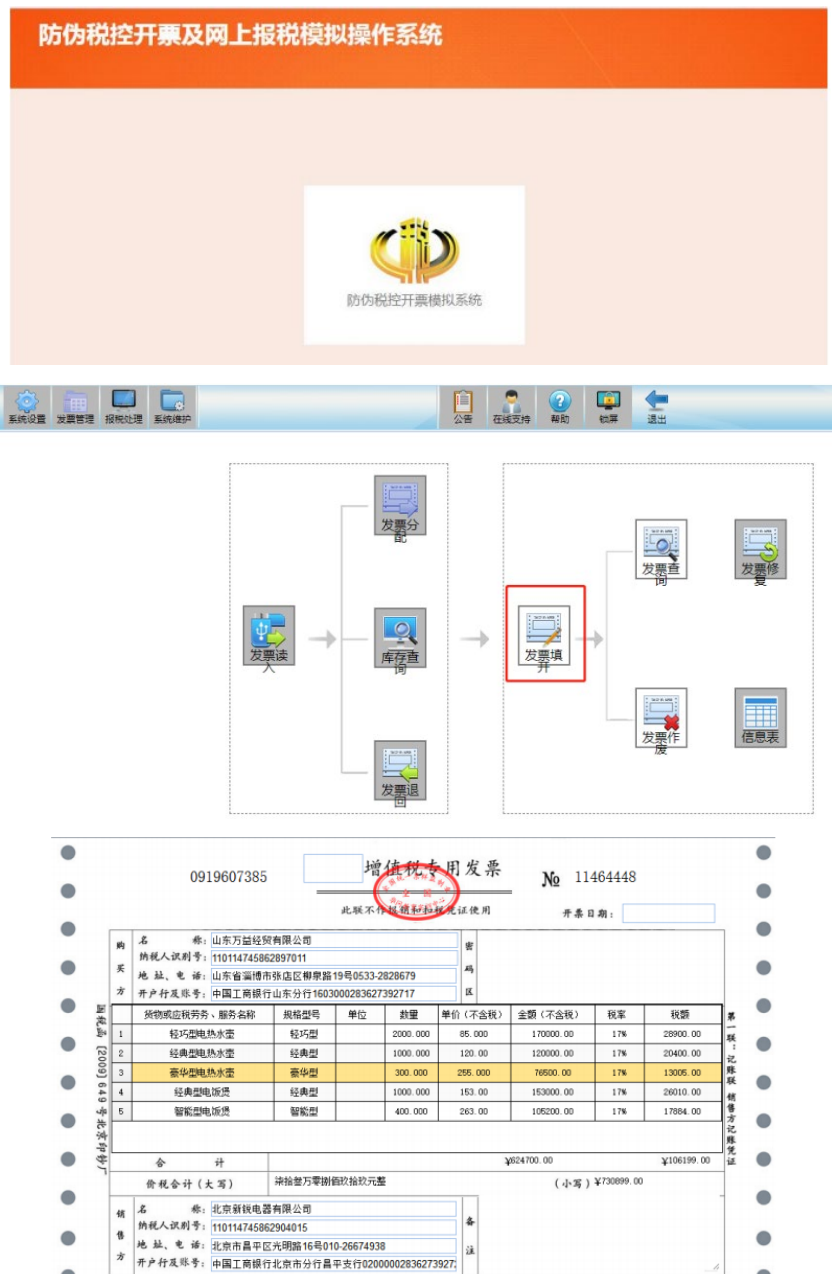 防伪税控开票及网上报税模拟操作系统
防伪税控开票模拟系统
系统设置 发票管理 报税处理 系统维护 公告 在线支持 帮助 锁屏 退出
发票分配
发票读入
库存查询
发票退回
发票填开
发票查询
发票修复
发票作废
信息表
0919607385 增值税专用发票 № 11464448
此联不作报销和扣税凭证使用 开票日期:
购买方
名 称: 山东万益经贸有限公司
纳税人识别号: 110114745862897011
地 址、电 话: 山东省淄博市张店区柳泉路19号0533-2828679
开户行及账号: 中国工商银行山东分行1603000283627392717
密码区
货物或应税劳务、服务名称 规格型号 单位 数量 单价(不含税) 金额(不含税) 税率 税额
1 轻巧型电热水壶 轻巧型 2000.000 85.000 170000.00 17% 28900.00
2 经典型电热水壶 经典型 1000.000 120.00 120000.00 17% 20400.00
3 豪华型电热水壶 豪华型 300.000 255.000 76500.00 17% 13005.00
4 经典型电饭煲 经典型 1000.000 153.00 153000.00 17% 26010.00
5 智能型电饭煲 智能型 400.000 263.00 105200.00 17% 17884.00
合 计 ¥624700.00 ¥106199.00
价税合计(大写) 柒拾叁万零捌佰玖拾玖元整 (小写) ¥730899.00
销售方
名 称: 北京新锐电器有限公司
纳税人识别号: 110114745862904015
地 址、电 话: 北京市昌平区光明路16号010-26674938
开户行及账号: 中国工商银行北京市分行昌平支行02000002836273927
备注
国税函[2009]649号北京印钞厂
第一联:记账联 销售方记账凭证